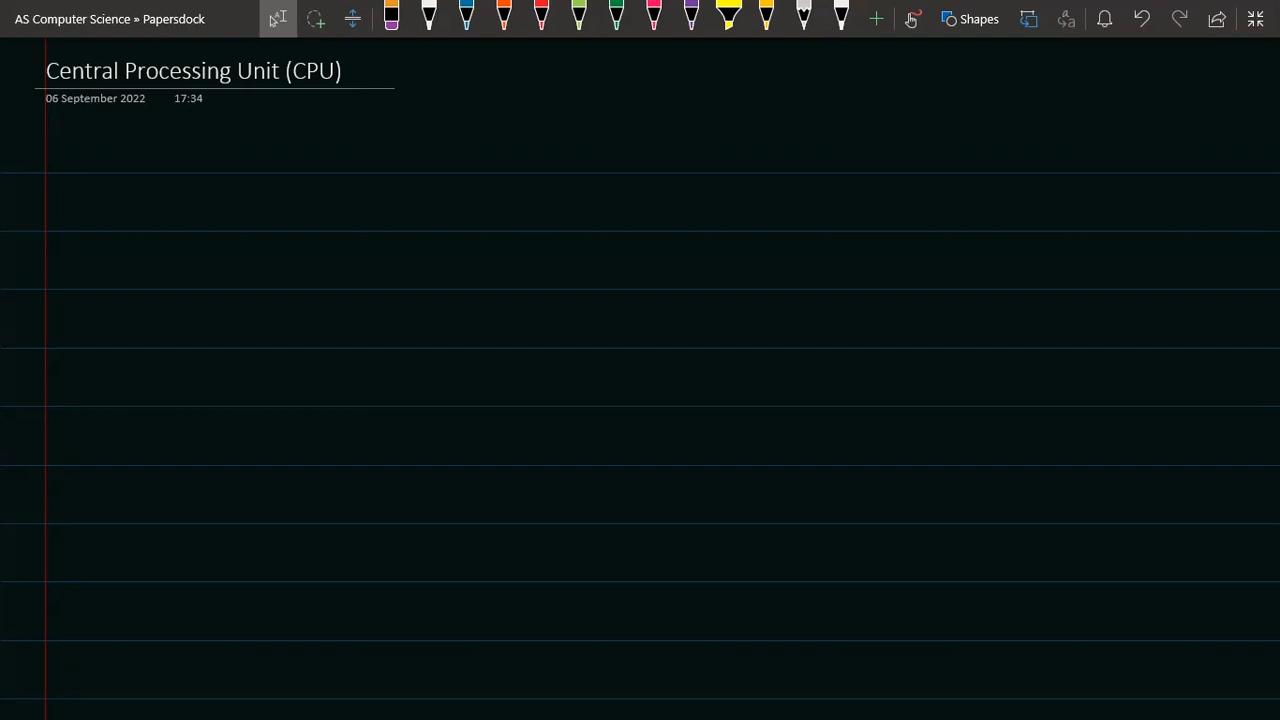 AS Computer Science » Papersdock
Shapes
Central Processing Unit (CPU)
06 September 2022 17:34